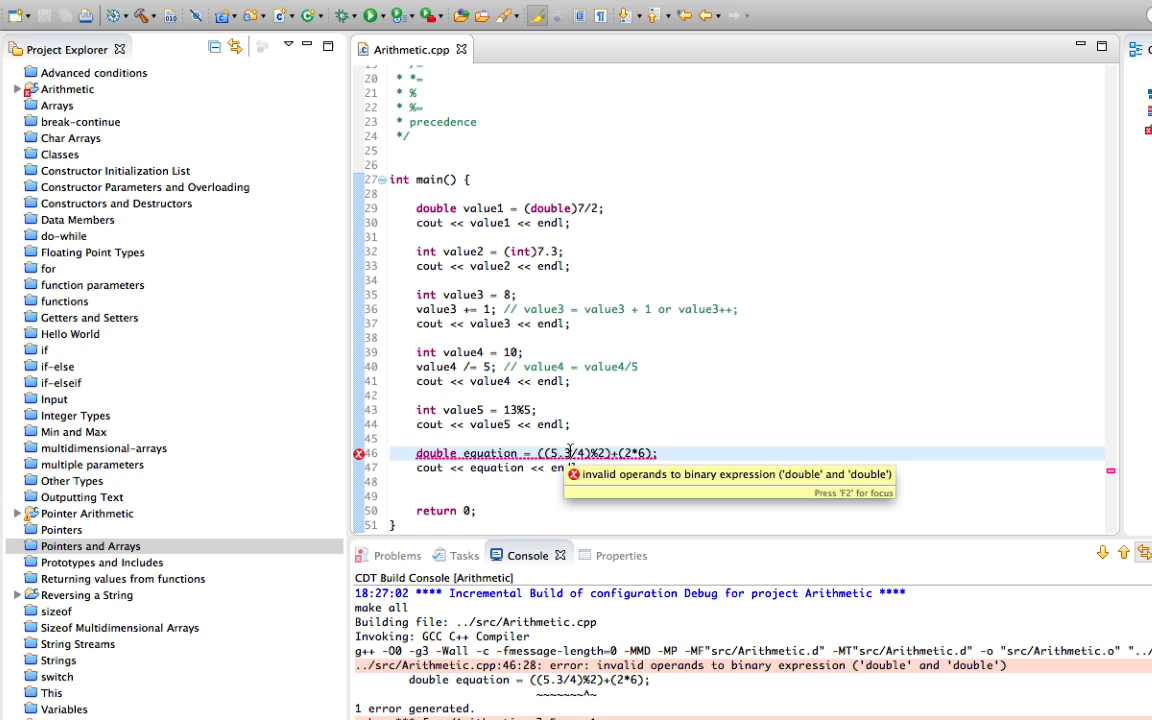 Project Explorer
Advanced conditions
Arithmetic
Arrays
break-continue
Char Arrays
Classes
Constructor Initialization List
Constructor Parameters and Overloading
Constructors and Destructors
Data Members
do-while
Floating Point Types
for
function parameters
functions
Getters and Setters
Hello World
if
if-else
if-elseif
Input
Integer Types
Min and Max
multidimensional-arrays
multiple parameters
Other Types
Outputting Text
Pointer Arithmetic
Pointers
Pointers and Arrays
Prototypes and Includes
Returning values from functions
Reversing a String
sizeof
Sizeof Multidimensional Arrays
String Streams
Strings
switch
This
Variables
Arithmetic.cpp
20 * *=
21 * %
22 * %=
23 * precedence
24 */
25
26
27 int main() {
28
29 double value1 = (double)7/2;
30 cout << value1 << endl;
31
32 int value2 = (int)7.3;
33 cout << value2 << endl;
34
35 int value3 = 8;
36 value3 += 1; // value3 = value3 + 1 or value3++;
37 cout << value3 << endl;
38
39 int value4 = 10;
40 value4 /= 5; // value4 = value4/5
41 cout << value4 << endl;
42
43 int value5 = 13%5;
44 cout << value5 << endl;
45
46 double equation = ((5.3/4)%2)+(2*6);
47 cout << equation << end
invalid operands to binary expression ('double' and 'double')
48
Press 'F2' for focus
49
50 return 0;
51 }
Problems Tasks Console Properties
CDT Build Console [Arithmetic]
18:27:02 **** Incremental Build of configuration Debug for project Arithmetic ****
make all
Building file: ../src/Arithmetic.cpp
Invoking: GCC C++ Compiler
g++ -O0 -g3 -Wall -c -fmessage-length=0 -MMD -MP -MF"src/Arithmetic.d" -MT"src/Arithmetic.d" -o "src/Arithmetic.o" "../
../src/Arithmetic.cpp:46:28: error: invalid operands to binary expression ('double' and 'double')
double equation = ((5.3/4)%2)+(2*6);
~~~~~~~^~
1 error generated.